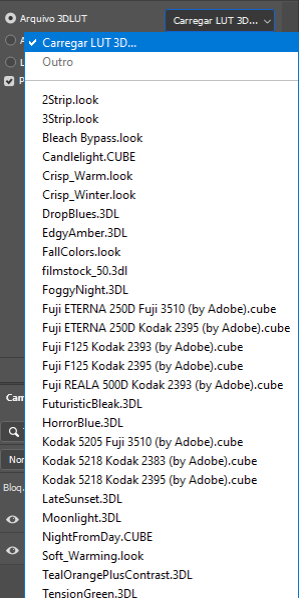 Arquivo 3DLUT
Carregar LUT 3D...
Carregar LUT 3D...
Outro
2Strip.look
3Strip.look
Bleach Bypass.look
Candlelight.CUBE
Crisp_Warm.look
Crisp_Winter.look
DropBlues.3DL
EdgyAmber.3DL
FallColors.look
filmstock_50.3dl
FoggyNight.3DL
Fuji ETERNA 250D Fuji 3510 (by Adobe).cube
Fuji ETERNA 250D Kodak 2395 (by Adobe).cube
Fuji F125 Kodak 2393 (by Adobe).cube
Fuji F125 Kodak 2395 (by Adobe).cube
Fuji REALA 500D Kodak 2393 (by Adobe).cube
FuturisticBleak.3DL
HorrorBlue.3DL
Kodak 5205 Fuji 3510 (by Adobe).cube
Kodak 5218 Kodak 2383 (by Adobe).cube
Kodak 5218 Kodak 2395 (by Adobe).cube
LateSunset.3DL
Moonlight.3DL
NightFromDay.CUBE
Soft_Warming.look
TealOrangePlusContrast.3DL
TensionGreen.3DL
A
L
P
Cam
Nor
Bloq.